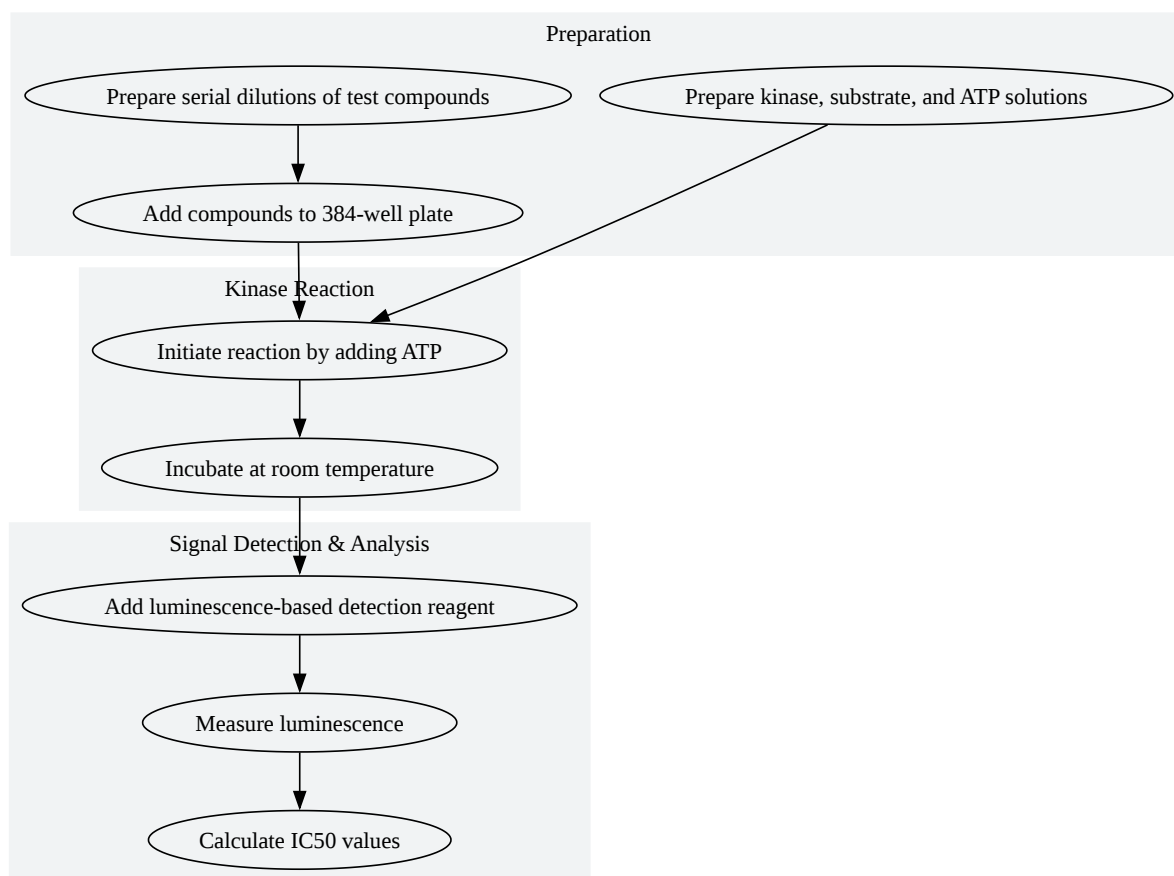 Preparation
Prepare serial dilutions of test compounds
Prepare kinase, substrate, and ATP solutions
Add compounds to 384-well plate
Kinase Reaction
Initiate reaction by adding ATP
Incubate at room temperature
Signal Detection & Analysis
Add luminescence-based detection reagent
Measure luminescence
Calculate IC50 values